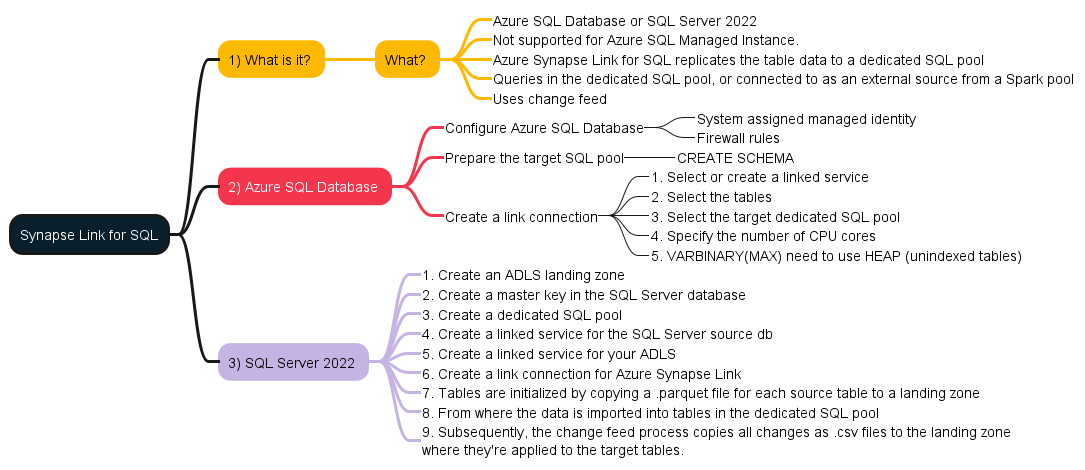 Synapse Link for SQL
1) What is it?
What?
Azure SQL Database or SQL Server 2022
Not supported for Azure SQL Managed Instance.
Azure Synapse Link for SQL replicates the table data to a dedicated SQL pool
Queries in the dedicated SQL pool, or connected to as an external source from a Spark pool
Uses change feed
2) Azure SQL Database
Configure Azure SQL Database
System assigned managed identity
Firewall rules
Prepare the target SQL pool
CREATE SCHEMA
Create a link connection
1. Select or create a linked service
2. Select the tables
3. Select the target dedicated SQL pool
4. Specify the number of CPU cores
5. VARBINARY(MAX) need to use HEAP (unindexed tables)
3) SQL Server 2022
1. Create an ADLS landing zone
2. Create a master key in the SQL Server database
3. Create a dedicated SQL pool
4. Create a linked service for the SQL Server source db
5. Create a linked service for your ADLS
6. Create a link connection for Azure Synapse Link
7. Tables are initialized by copying a .parquet file for each source table to a landing zone
8. From where the data is imported into tables in the dedicated SQL pool
9. Subsequently, the change feed process copies all changes as .csv files to the landing zone
where they're applied to the target tables.